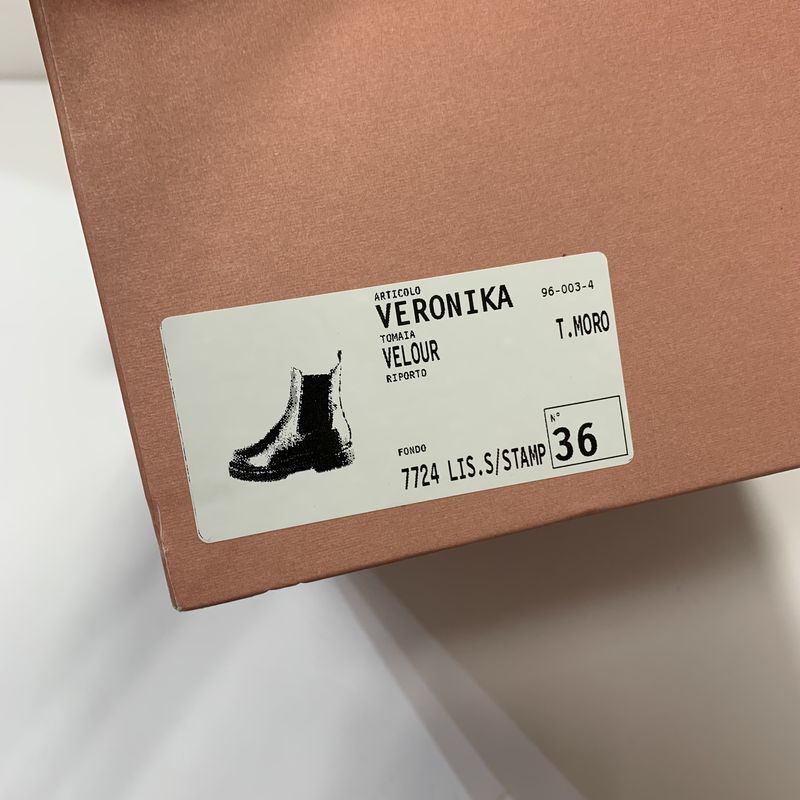 ARTICOLO
VERONIKA 96-003-4
TOMAIA
VELOUR T.MORO
RIPORTO
FONDO
7724 LIS.S/STAMP
N°
36